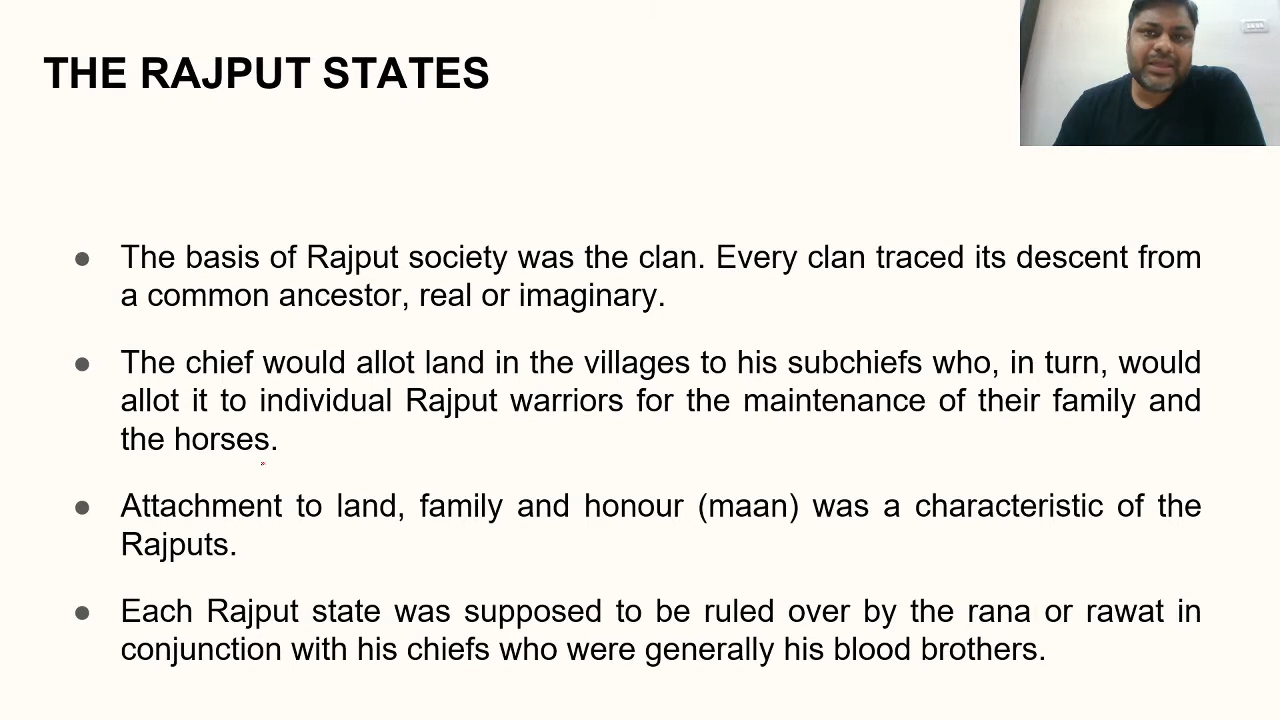 THE RAJPUT STATES
● The basis of Rajput society was the clan. Every clan traced its descent from
a common ancestor, real or imaginary.
● The chief would allot land in the villages to his subchiefs who, in turn, would
allot it to individual Rajput warriors for the maintenance of their family and
the horses.
● Attachment to land, family and honour (maan) was a characteristic of the
Rajputs.
● Each Rajput state was supposed to be ruled over by the rana or rawat in
conjunction with his chiefs who were generally his blood brothers.